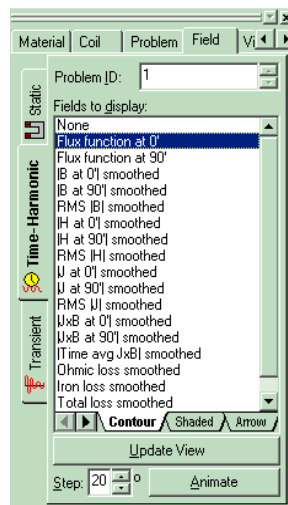 Material Coil Problem Field Vi
Problem ID: 1
Static
Fields to display:
None
Flux function at 0'
Flux function at 90'
|B at 0'| smoothed
|B at 90'| smoothed
RMS |B| smoothed
|H at 0'| smoothed
|H at 90'| smoothed
RMS |H| smoothed
|J at 0'| smoothed
|J at 90'| smoothed
RMS |J| smoothed
|JxB at 0'| smoothed
|JxB at 90'| smoothed
|Time avg JxB| smoothed
Ohmic loss smoothed
Iron loss smoothed
Total loss smoothed
Time-Harmonic
Transient
Contour Shaded Arrow
Update View
Step: 20 ° Animate